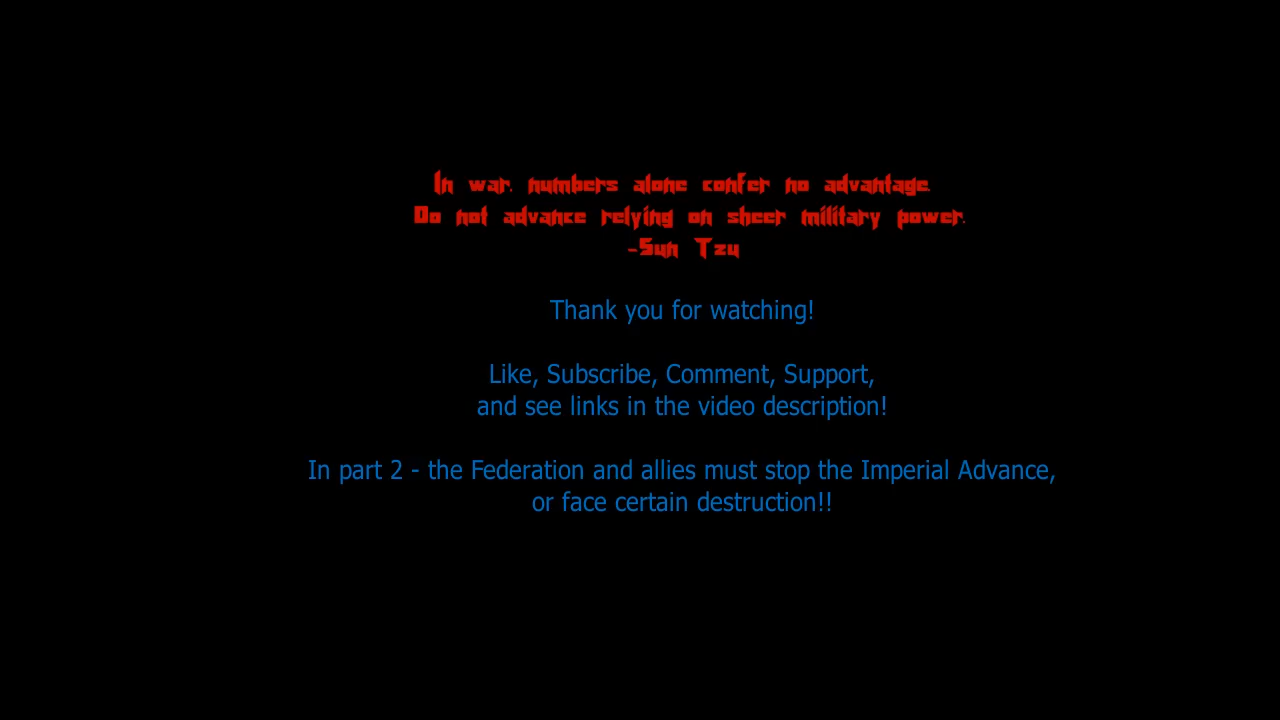 In war, numbers alone confer no advantage.
Do not advance relying on sheer military power.
-Sun Tzu
Thank you for watching!
Like, Subscribe, Comment, Support,
and see links in the video description!
In part 2 - the Federation and allies must stop the Imperial Advance,
or face certain destruction!!